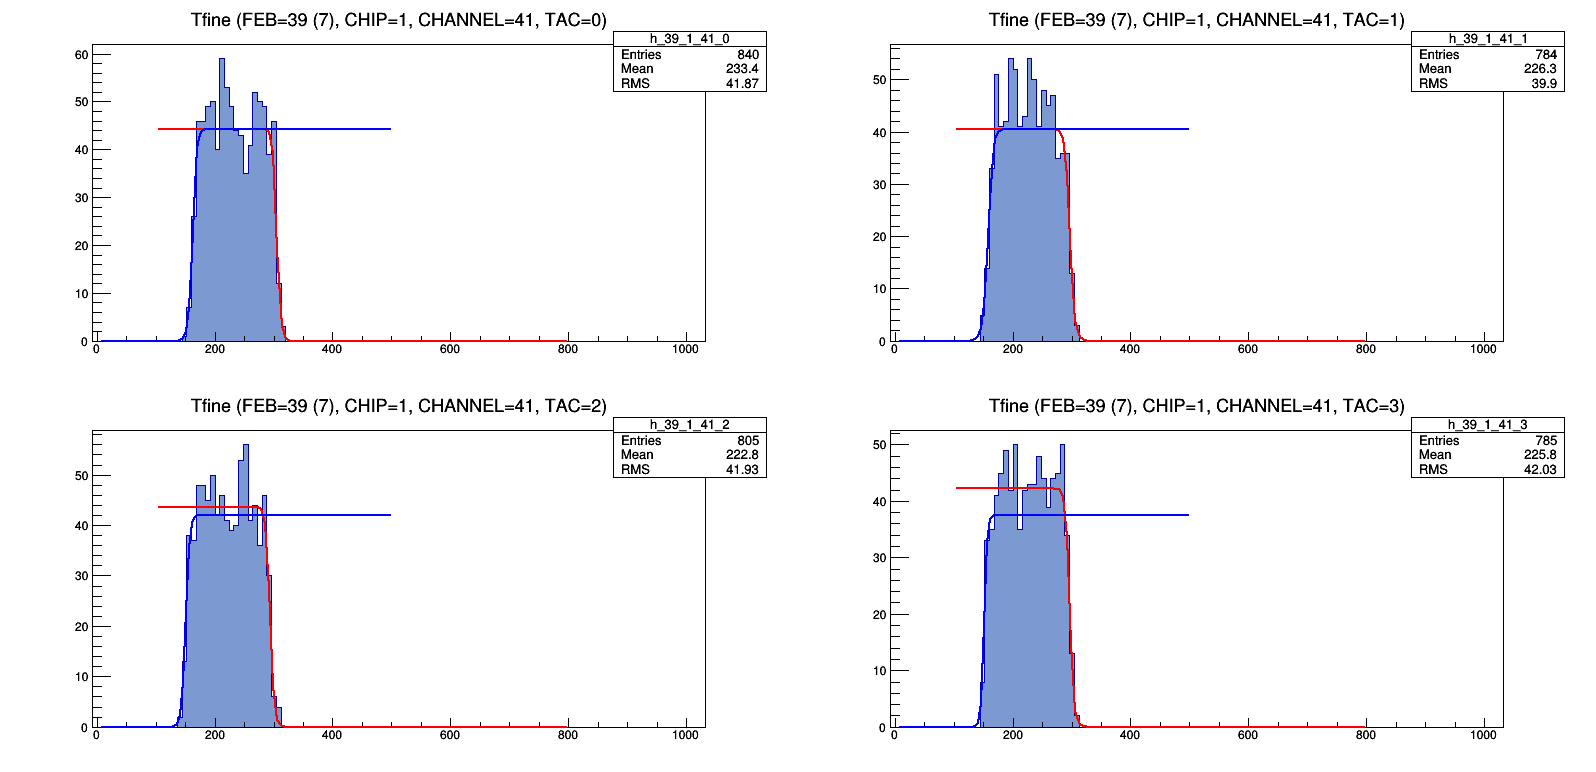 Tfine (FEB=39 (7), CHIP=1, CHANNEL=41, TAC=0)
h_39_1_41_0
Entries 840
Mean 233.4
RMS 41.87
60
50
40
30
20
10
0
0 200 400 600 800 1000
Tfine (FEB=39 (7), CHIP=1, CHANNEL=41, TAC=1)
h_39_1_41_1
Entries 784
Mean 226.3
RMS 39.9
50
40
30
20
10
0
0 200 400 600 800 1000
Tfine (FEB=39 (7), CHIP=1, CHANNEL=41, TAC=2)
h_39_1_41_2
Entries 805
Mean 222.8
RMS 41.93
50
40
30
20
10
0
0 200 400 600 800 1000
Tfine (FEB=39 (7), CHIP=1, CHANNEL=41, TAC=3)
h_39_1_41_3
Entries 785
Mean 225.8
RMS 42.03
50
40
30
20
10
0
0 200 400 600 800 1000